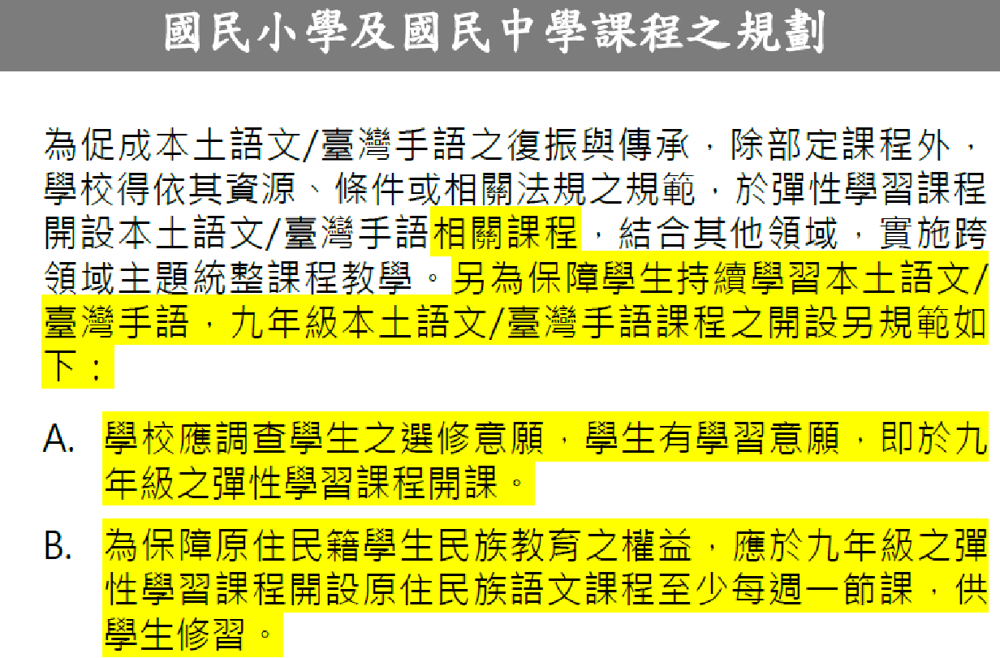 國民小學及國民中學課程之規劃
為促成本土語文/臺灣手語之復振與傳承，除部定課程外，
學校得依其資源、條件或相關法規之規範，於彈性學習課程
開設本土語文/臺灣手語相關課程，結合其他領域，實施跨
領域主題統整課程教學。另為保障學生持續學習本土語文/
臺灣手語，九年級本土語文/臺灣手語課程之開設另規範如
下：
A. 學校應調查學生之選修意願，學生有學習意願，即於九
年級之彈性學習課程開課。
B. 為保障原住民籍學生民族教育之權益，應於九年級之彈
性學習課程開設原住民族語文課程至少每週一節課，供
學生修習。